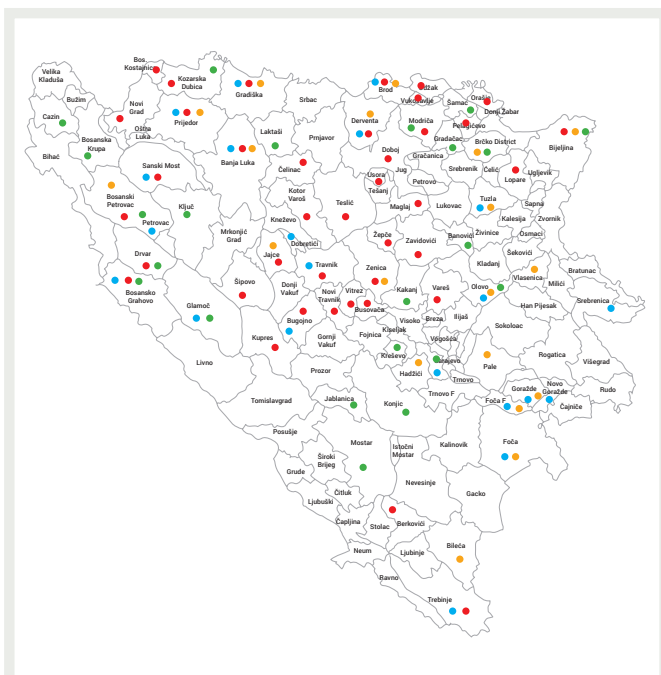 Velika
Kladuša
Bužim
Cazin
Bihać
Bosanska
Krupa
Bos.
Kostajnica
Novi
Grad
Kozarska
Dubica
Oštra
Luka
Prijedor
Gradiška
Srbac
Laktaši
Prnjavor
Banja Luka
Čelinac
Sanski Most
Bosanski
Petrovac
Petrovac
Ključ
Mrkonjić
Grad
Kotor
Varoš
Kneževo
Dobretići
Teslić
Drvar
Bosansko
Grahovo
Glamoč
Šipovo
Jajce
Donji
Vakuf
Travnik
Novi
Travnik
Vitrez
Busovača
Zenica
Bugojno
Gornji
Vakuf
Kupres
Livno
Tomislavgrad
Prozor
Fojnica
Kiseljak
Kreševo
Brod
Odžak
Vukosavlje
Derventa
Modriča
Šamac
Orašje
Donji Žabar
Pelagićevo
Gradačac
Brčko District
Bijeljina
Doboj
Jug
Gračanica
Petrovo
Srebrenik
Čelić
Lopare
Ugljevik
Usora
Tešanj
Maglaj
Lukovac
Tuzla
Sapna
Kalesija
Zvornik
Živinice
Osmaci
Banovići
Žepče
Zavidovići
Kladanj
Šekovići
Vlasenica
Milići
Bratunac
Srebrenica
Kakanj
Vareš
Olovo
Han Pijesak
Visoko
Breza
Ilijaš
Vogošća
Sarajevo
Hadžići
Sokoloac
Pale
Rogatica
Višegrad
Rudo
Trnovo
Trnovo F
Foča F
Goražde
Novo
Goražde
Čajniče
Foča
Jablanica
Konjic
Kalinovik
Posušje
Mostar
Istočni
Mostar
Široki
Brijeg
Grude
Čitluk
Ljubuški
Čapljina
Stolac
Nevesinje
Gacko
Berkovići
Neum
Ljubinje
Bileća
Ravno
Trebinje